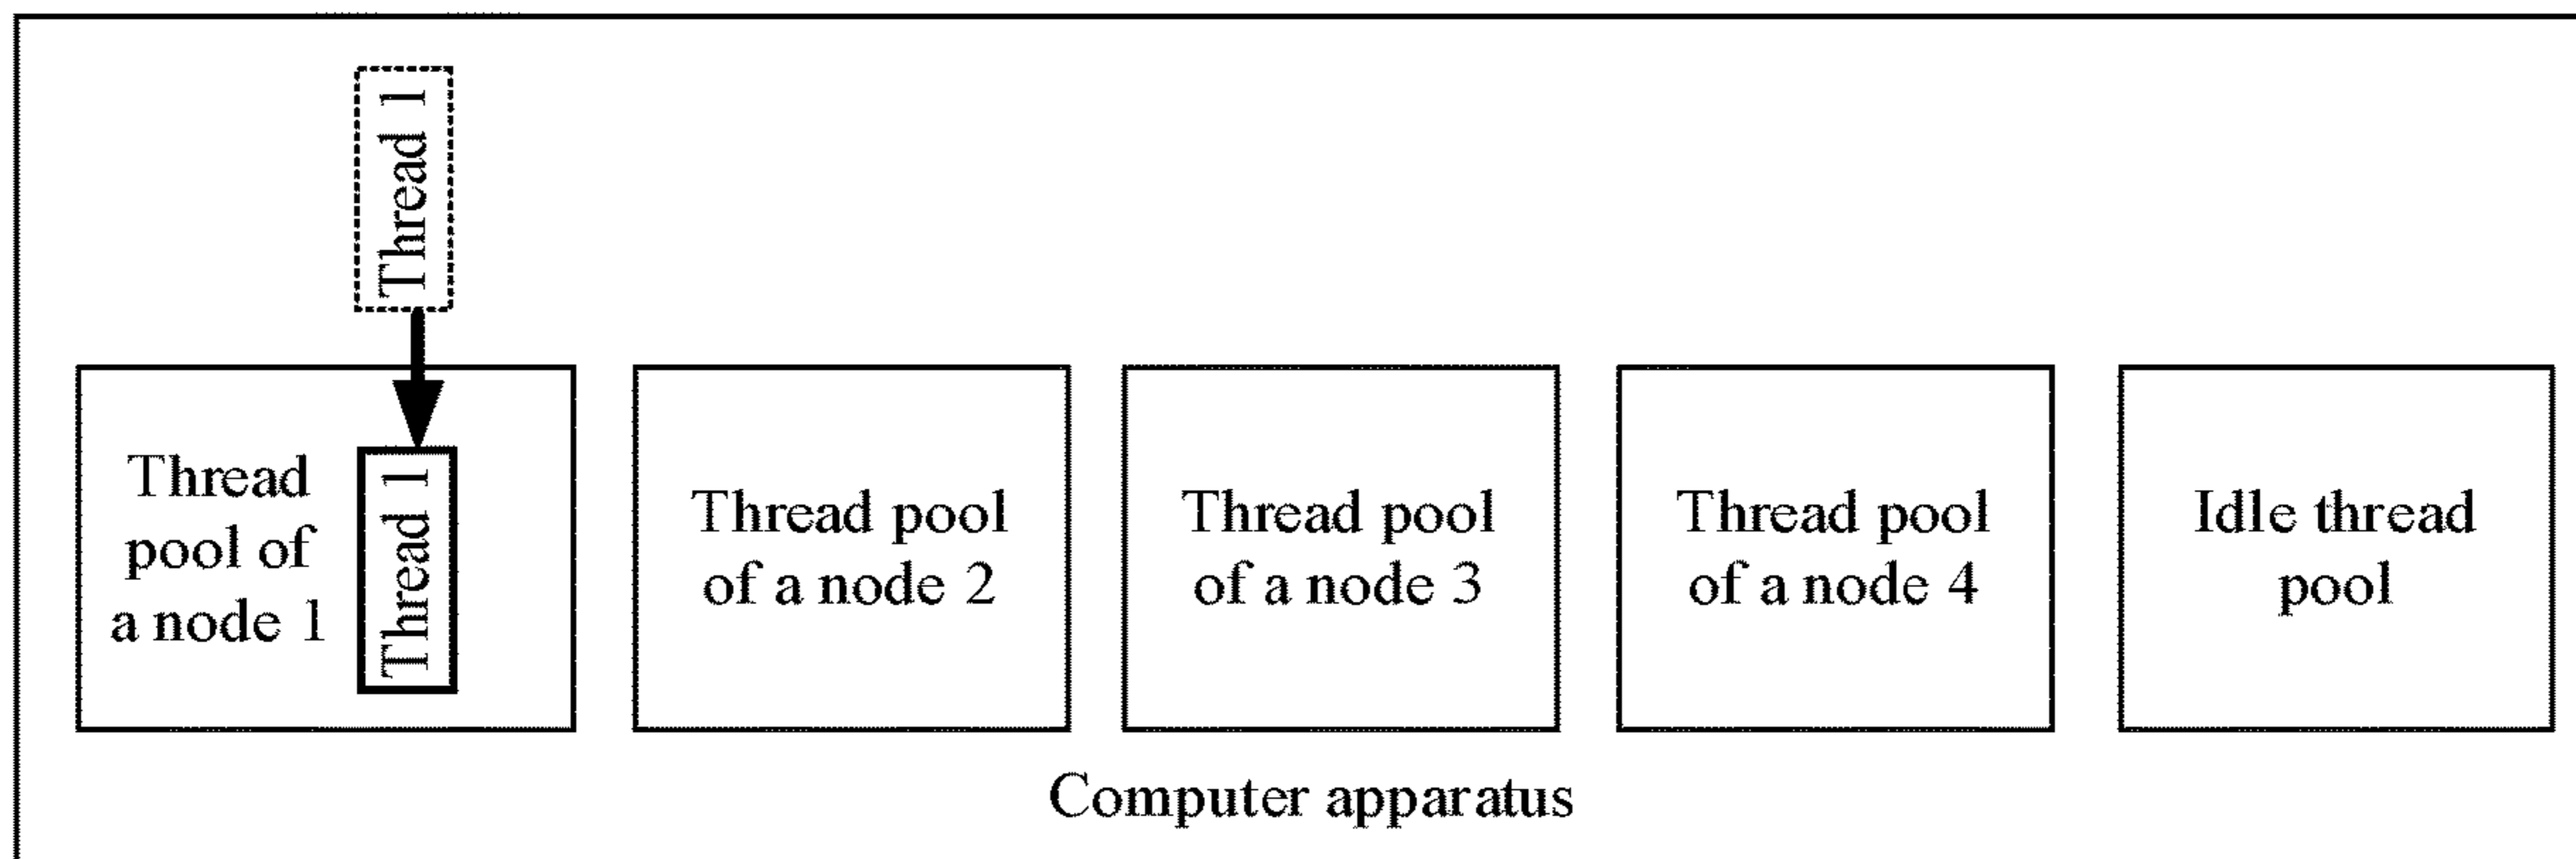 Thread 1
Thread
pool of
a node 1
Thread 1
Thread pool
of a node 2
Thread pool
of a node 3
Thread pool
of a node 4
Idle thread
pool
Computer apparatus